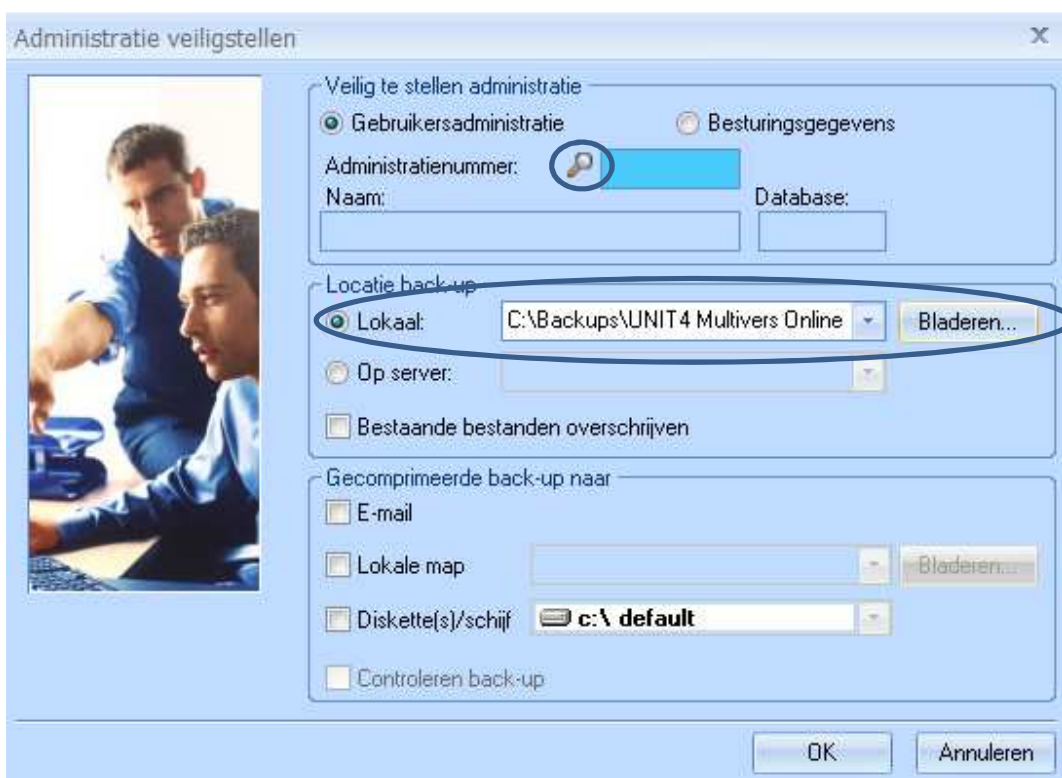 Administratie veiligstellen
Veilig te stellen administratie
Gebruikersadministratie Besturingsgegevens
Administratienummer:
Naam: Database:
Locatie back-up
Lokaal: C:\Backups\UNIT4 Multivers Online Bladeren...
Op server:
Bestaande bestanden overschrijven
Gecomprimeerde back-up naar
E-mail
Lokale map Bladeren...
Diskette(s)/schijf c:\ default
Controleren back-up
OK Annuleren